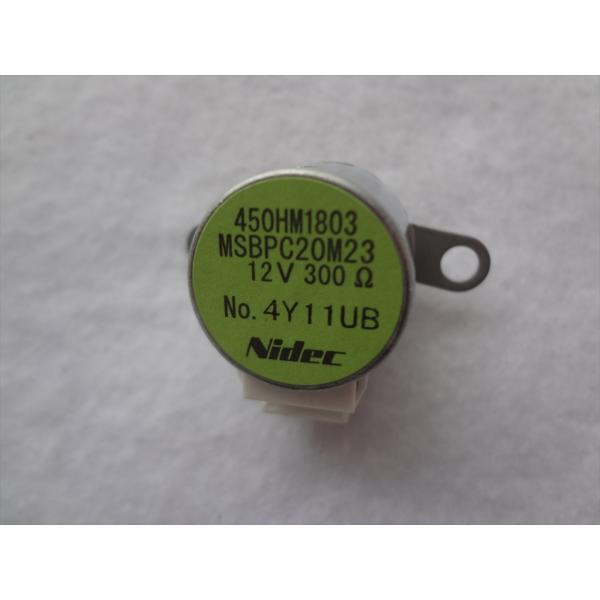 450HM1803
MSBPC20M23
12V 300 Ω
No. 4Y11UB
Nidec